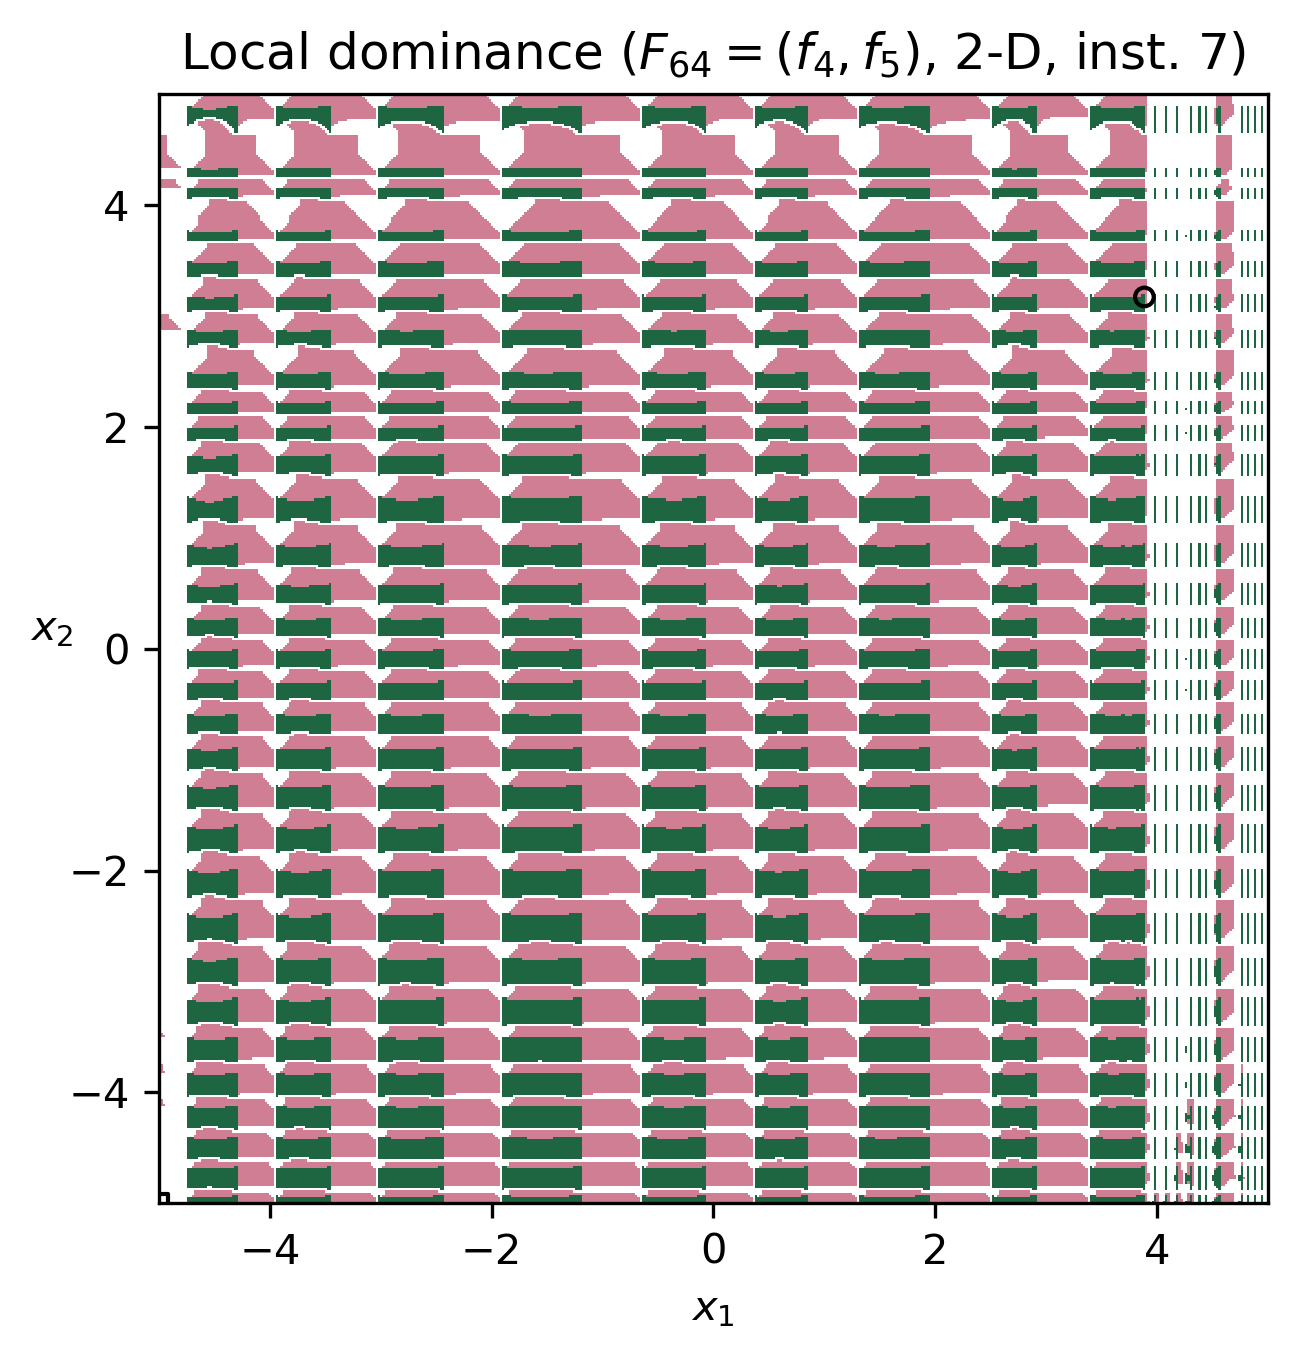 Local dominance (F₆₄ = (f₄, f₅), 2-D, inst. 7)
4
2
x₂ 0
−2
−4
−4 −2 0 2 4
x₁